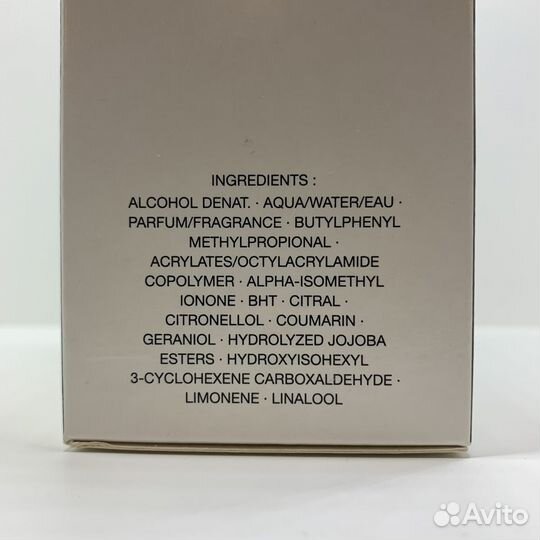 INGREDIENTS :
ALCOHOL DENAT. · AQUA/WATER/EAU ·
PARFUM/FRAGRANCE · BUTYLPHENYL
METHYLPROPIONAL ·
ACRYLATES/OCTYLACRYLAMIDE
COPOLYMER · ALPHA-ISOMETHYL
IONONE · BHT · CITRAL ·
CITRONELLOL · COUMARIN ·
GERANIOL · HYDROLYZED JOJOBA
ESTERS · HYDROXYISOHEXYL
3-CYCLOHEXENE CARBOXALDEHYDE ·
LIMONENE · LINALOOL
Avito